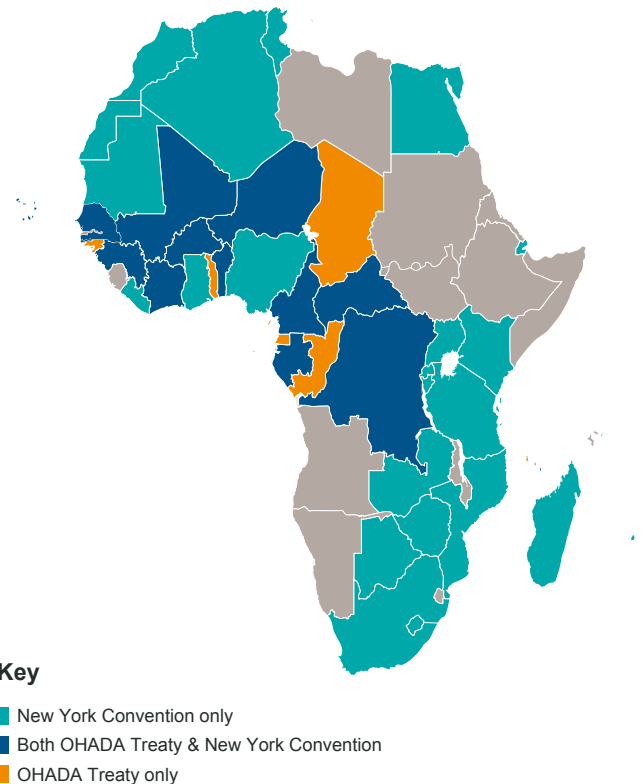 Key
New York Convention only
Both OHADA Treaty & New York Convention
OHADA Treaty only